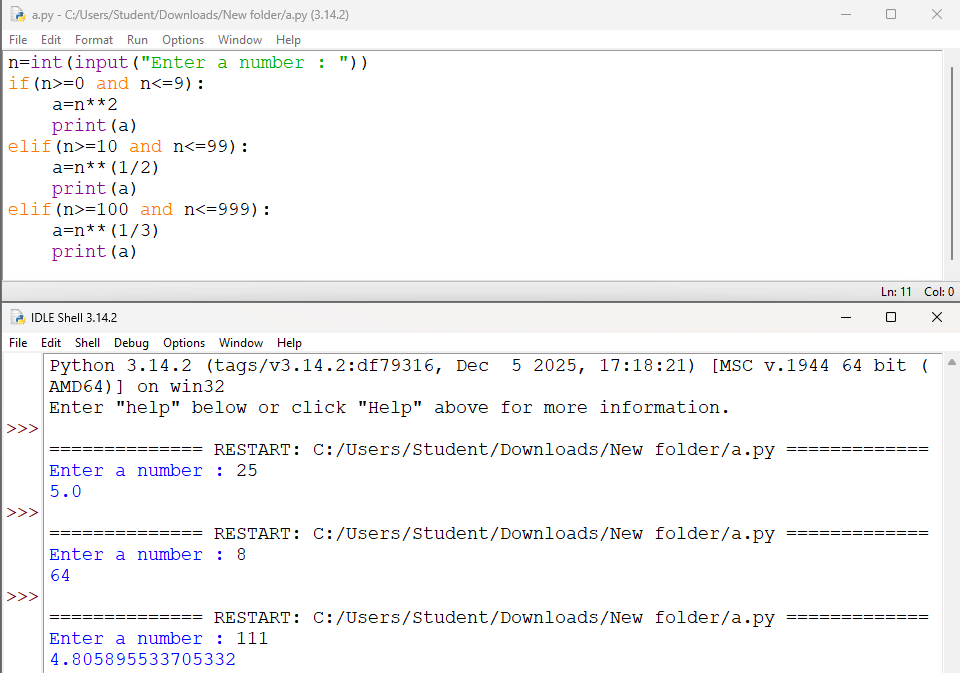 a.py - C:/Users/Student/Downloads/New folder/a.py (3.14.2)
File Edit Format Run Options Window Help
n=int(input("Enter a number : "))
if(n>=0 and n<=9):
    a=n**2
    print(a)
elif(n>=10 and n<=99):
    a=n**(1/2)
    print(a)
elif(n>=100 and n<=999):
    a=n**(1/3)
    print(a)
Ln: 11 Col: 0
IDLE Shell 3.14.2
File Edit Shell Debug Options Window Help
Python 3.14.2 (tags/v3.14.2:df79316, Dec  5 2025, 17:18:21) [MSC v.1944 64 bit (
AMD64)] on win32
Enter "help" below or click "Help" above for more information.
>>>
============== RESTART: C:/Users/Student/Downloads/New folder/a.py =============
Enter a number : 25
5.0
>>>
============== RESTART: C:/Users/Student/Downloads/New folder/a.py =============
Enter a number : 8
64
>>>
============== RESTART: C:/Users/Student/Downloads/New folder/a.py =============
Enter a number : 111
4.805895533705332